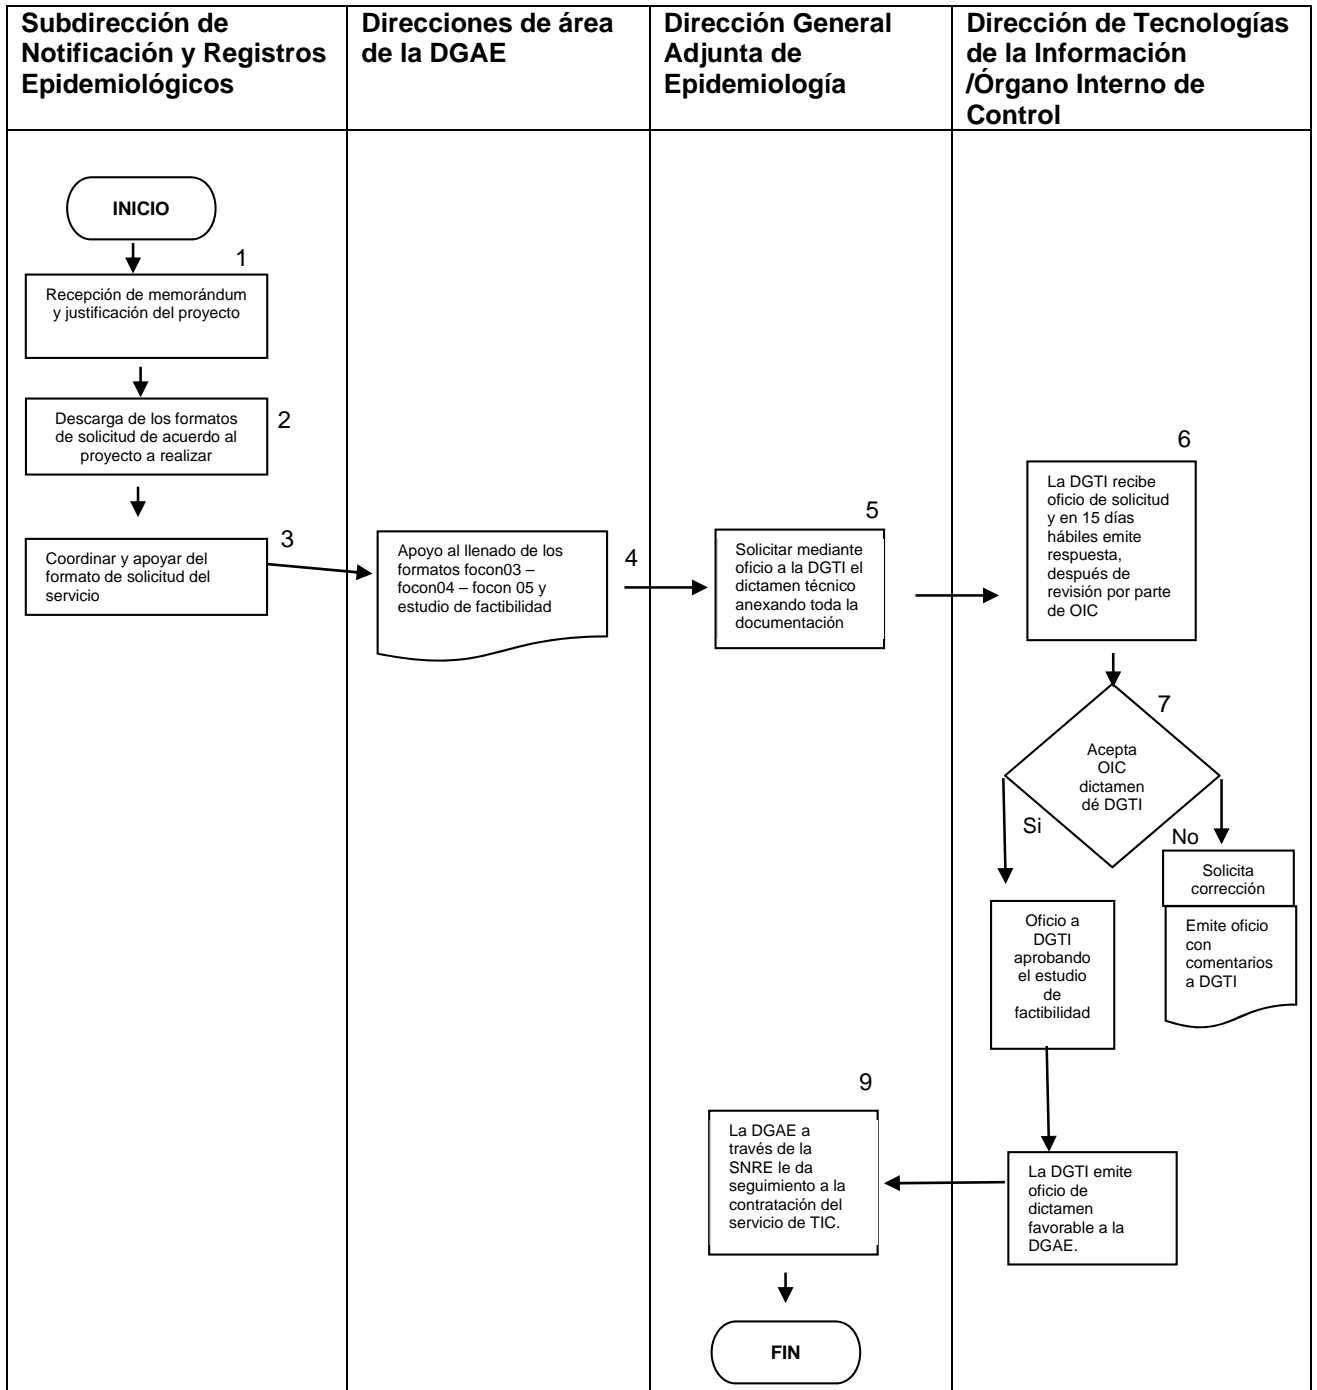 Subdirección de
Notificación y Registros
Epidemiológicos
Direcciones de área
de la DGAE
Dirección General
Adjunta de
Epidemiología
Dirección de Tecnologías
de la Información
/Órgano Interno de
Control
INICIO
1
Recepción de memorándum
y justificación del proyecto
Descarga de los formatos
de solicitud de acuerdo al
proyecto a realizar
2
Coordinar y apoyar del
formato de solicitud del
servicio
3
Apoyo al llenado de los
formatos focon03 –
focon04 – focon 05 y
estudio de factibilidad
4
5
Solicitar mediante
oficio a la DGTI el
dictamen técnico
anexando toda la
documentación
6
La DGTI recibe
oficio de solicitud
y en 15 días
hábiles emite
respuesta,
después de
revisión por parte
de OIC
7
Acepta
OIC
dictamen
dé DGTI
Si
No
Solicita
corrección
Emite oficio
con
comentarios
a DGTI
Oficio a
DGTI
aprobando
el estudio
de
factibilidad
La DGTI emite
oficio de
dictamen
favorable a la
DGAE.
9
La DGAE a
través de la
SNRE le da
seguimiento a la
contratación del
servicio de TIC.
FIN